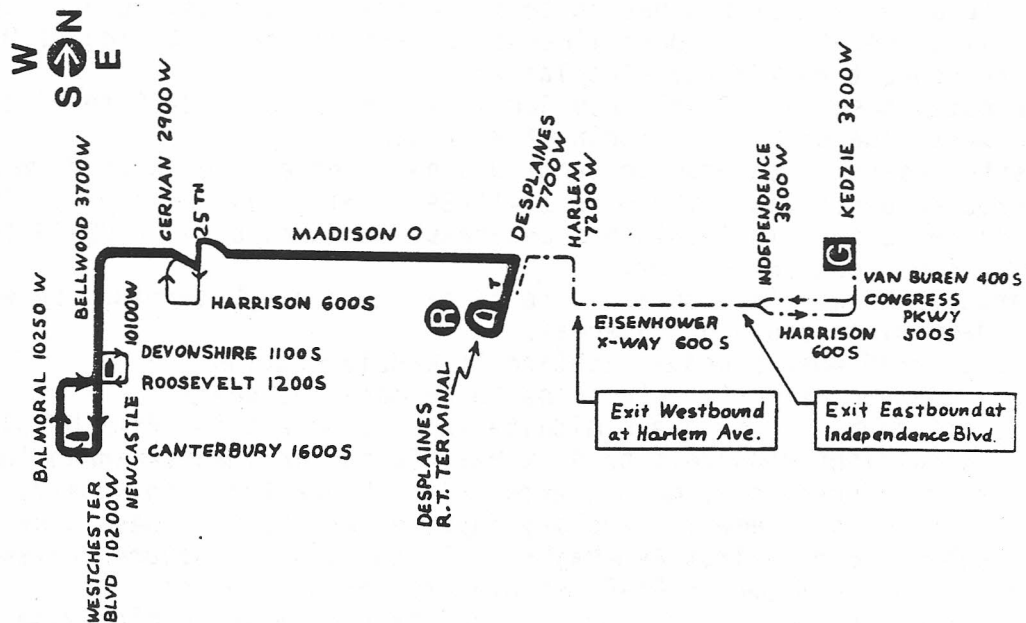 W
S N
E
BALMORAL 10250 W
BELLWOOD 3700W
GERNAN 2900W
25TH
MADISON 0
HARRISON 600S
DEVONSHIRE 1100S
ROOSEVELT 1200S
10100W
NEWCASTLE
CANTERBURY 1600S
WESTCHESTER
BLVD 10200W
R
T
DESPLAINES
R.T. TERMINAL
DESPLAINES
7700W
HARLEM
7200W
EISENHOWER
X-WAY 600S
INDEPENDENCE
3500W
KEDZIE 3200W
G
VAN BUREN 400S
CONGRESS
PKWY
500S
HARRISON
600S
Exit Westbound
at Harlem Ave.
Exit Eastbound at
Independence Blvd.